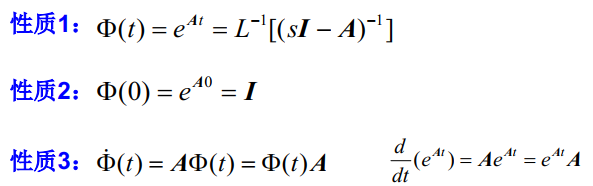 性质1： Φ(t) = e^{At} = L^{-1}[(sI − A)^{-1}]
性质2： Φ(0) = e^{A0} = I
性质3： Φ̇(t) = AΦ(t) = Φ(t)A d/dt (e^{At}) = Ae^{At} = e^{At}A